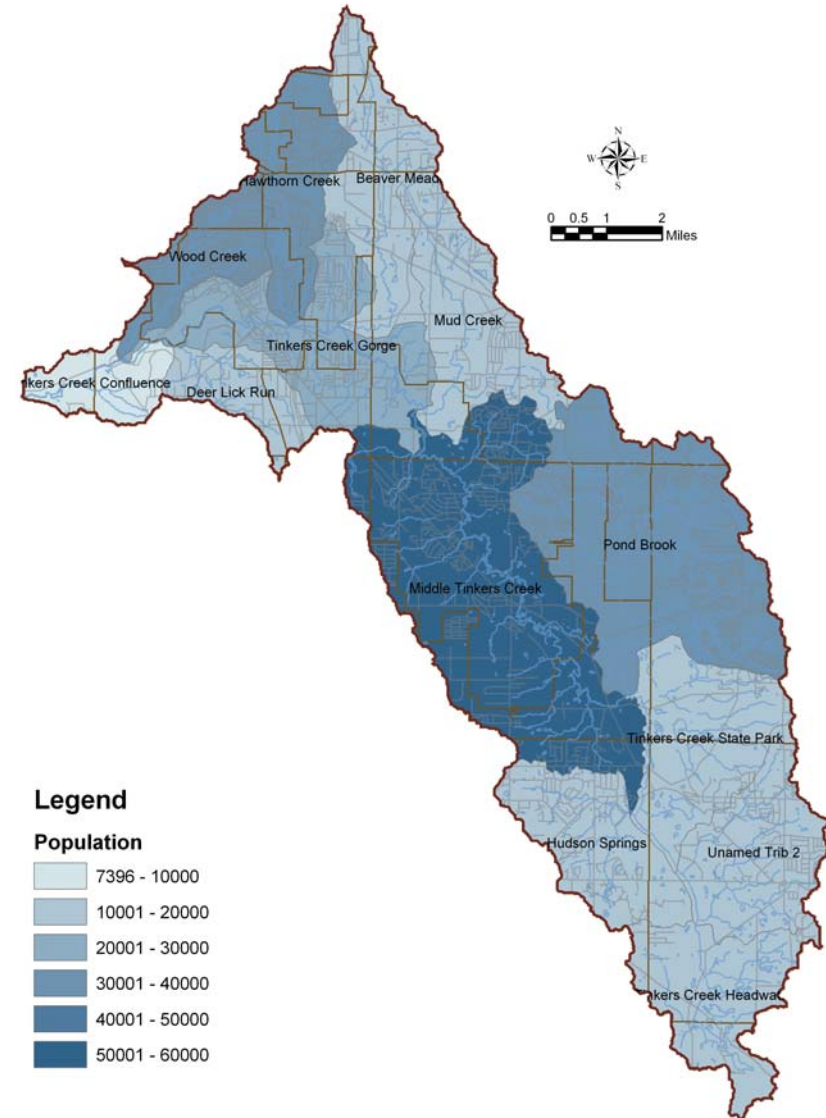 N
W E
S
0 0.5 1 2
Miles
Hawthorn Creek
Beaver Mead
Wood Creek
Mud Creek
Tinkers Creek Gorge
nkers Creek Confluence
Deer Lick Run
Pond Brook
Middle Tinkers Creek
Tinkers Creek State Park
Hudson Springs
Unamed Trib 2
Tinkers Creek Headwat
Legend
Population
7396 - 10000
10001 - 20000
20001 - 30000
30001 - 40000
40001 - 50000
50001 - 60000